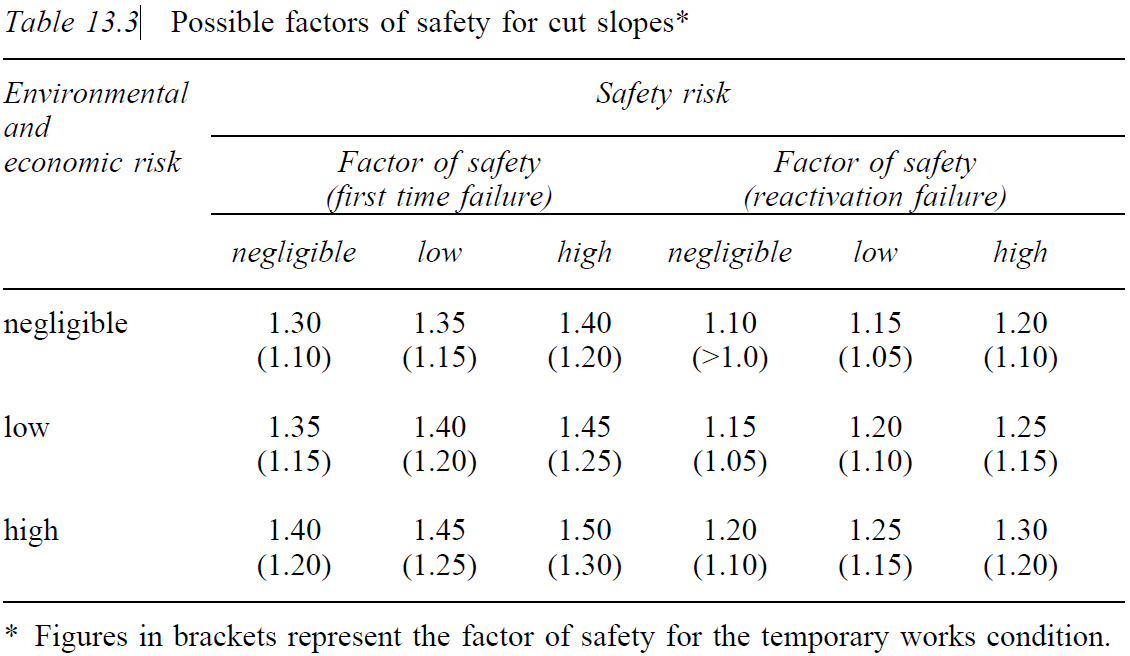 Table 13.3 Possible factors of safety for cut slopes*
Environmental and economic risk
Safety risk
Factor of safety (first time failure)
Factor of safety (reactivation failure)
negligible low high negligible low high
negligible 1.30 1.35 1.40 1.10 1.15 1.20
(1.10) (1.15) (1.20) (>1.0) (1.05) (1.10)
low 1.35 1.40 1.45 1.15 1.20 1.25
(1.15) (1.20) (1.25) (1.05) (1.10) (1.15)
high 1.40 1.45 1.50 1.20 1.25 1.30
(1.20) (1.25) (1.30) (1.10) (1.15) (1.20)
* Figures in brackets represent the factor of safety for the temporary works condition.